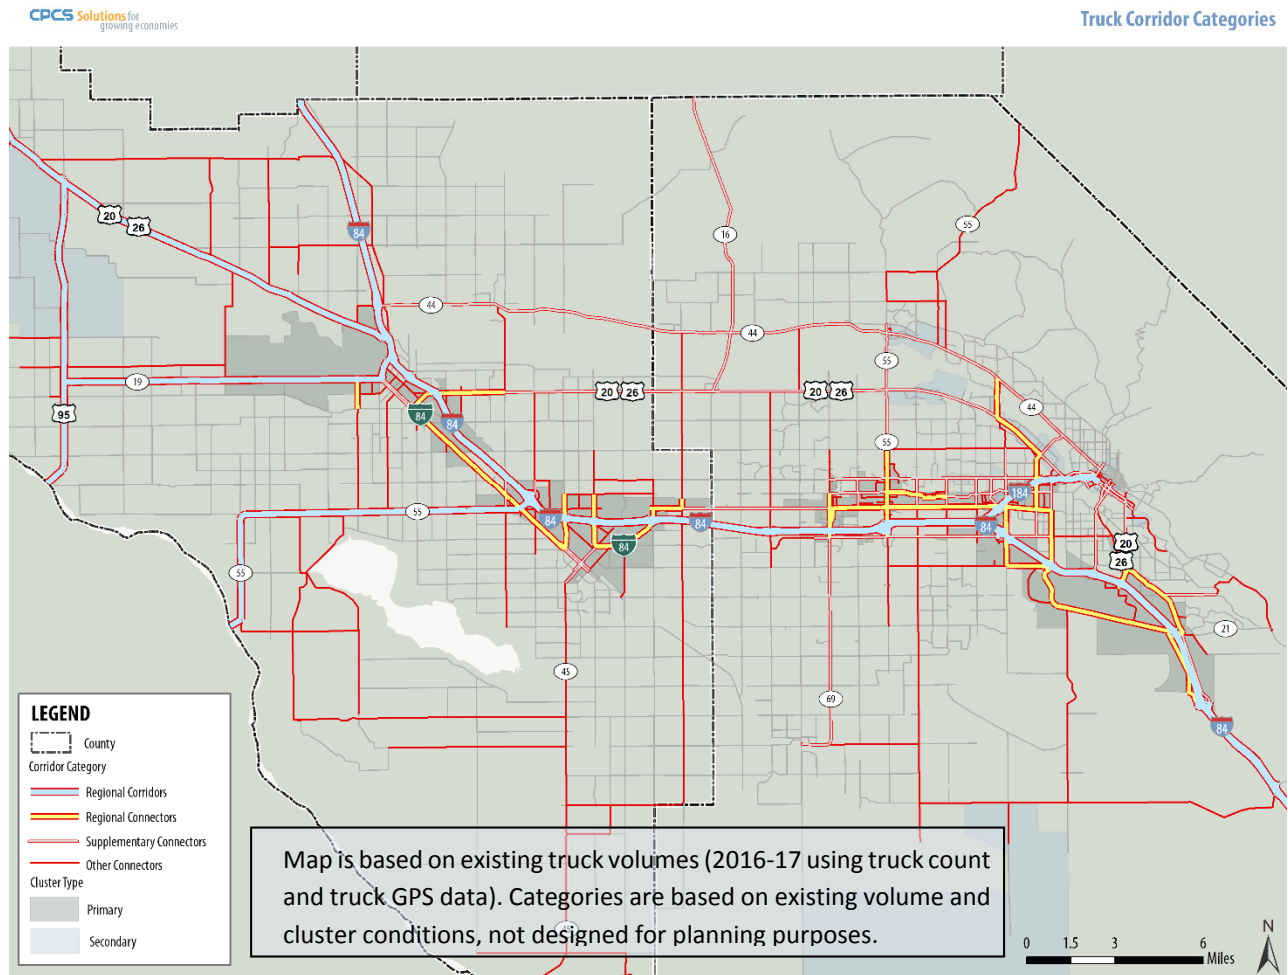 CPCS Solutions for
growing economies
Truck Corridor Categories
20
26
84
55
16
44
44
55
19
95
20 26
20 26
84
84
55
44
55
184
55
84
84
84
84
20
26
55
21
45
69
84
LEGEND
County
Corridor Category
Regional Corridors
Regional Connectors
Supplementary Connectors
Other Connectors
Cluster Type
Primary
Secondary
Map is based on existing truck volumes (2016-17 using truck count
and truck GPS data). Categories are based on existing volume and
cluster conditions, not designed for planning purposes.
45
0 1.5 3 6
Miles
N